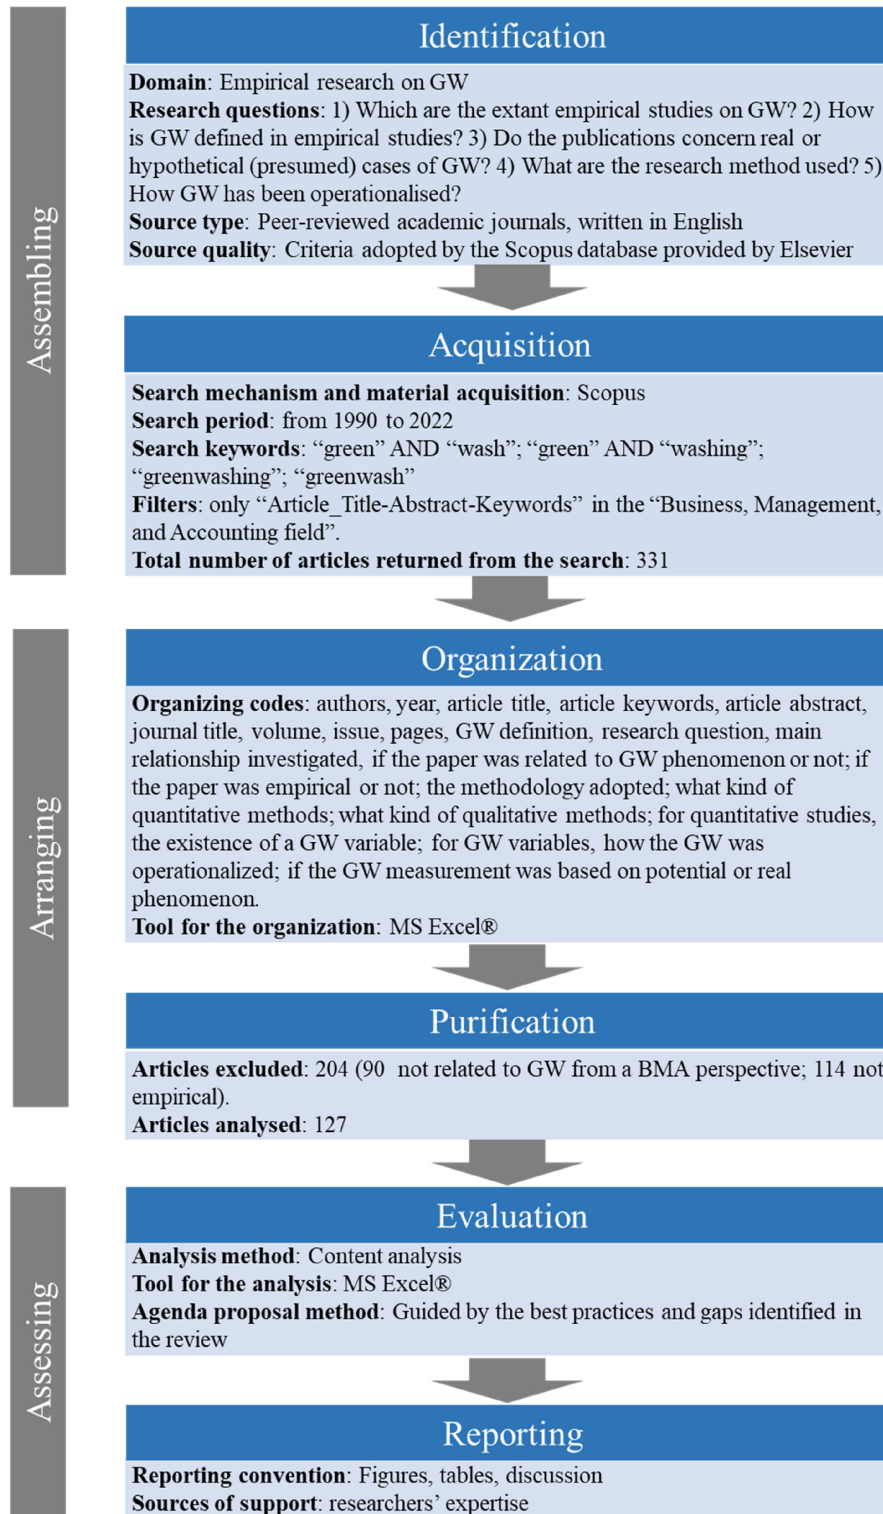 Assembling
Identification
Domain: Empirical research on GW
Research questions: 1) Which are the extant empirical studies on GW? 2) How
is GW defined in empirical studies? 3) Do the publications concern real or
hypothetical (presumed) cases of GW? 4) What are the research method used? 5)
How GW has been operationalised?
Source type: Peer-reviewed academic journals, written in English
Source quality: Criteria adopted by the Scopus database provided by Elsevier
Acquisition
Search mechanism and material acquisition: Scopus
Search period: from 1990 to 2022
Search keywords: “green” AND “wash”; “green” AND “washing”;
“greenwashing”; “greenwash”
Filters: only “Article_Title-Abstract-Keywords” in the “Business, Management,
and Accounting field”.
Total number of articles returned from the search: 331
Arranging
Organization
Organizing codes: authors, year, article title, article keywords, article abstract,
journal title, volume, issue, pages, GW definition, research question, main
relationship investigated, if the paper was related to GW phenomenon or not; if
the paper was empirical or not; the methodology adopted; what kind of
quantitative methods; what kind of qualitative methods; for quantitative studies,
the existence of a GW variable; for GW variables, how the GW was
operationalized; if the GW measurement was based on potential or real
phenomenon.
Tool for the organization: MS Excel®
Purification
Articles excluded: 204 (90 not related to GW from a BMA perspective; 114 not
empirical).
Articles analysed: 127
Assessing
Evaluation
Analysis method: Content analysis
Tool for the analysis: MS Excel®
Agenda proposal method: Guided by the best practices and gaps identified in
the review
Reporting
Reporting convention: Figures, tables, discussion
Sources of support: researchers’ expertise